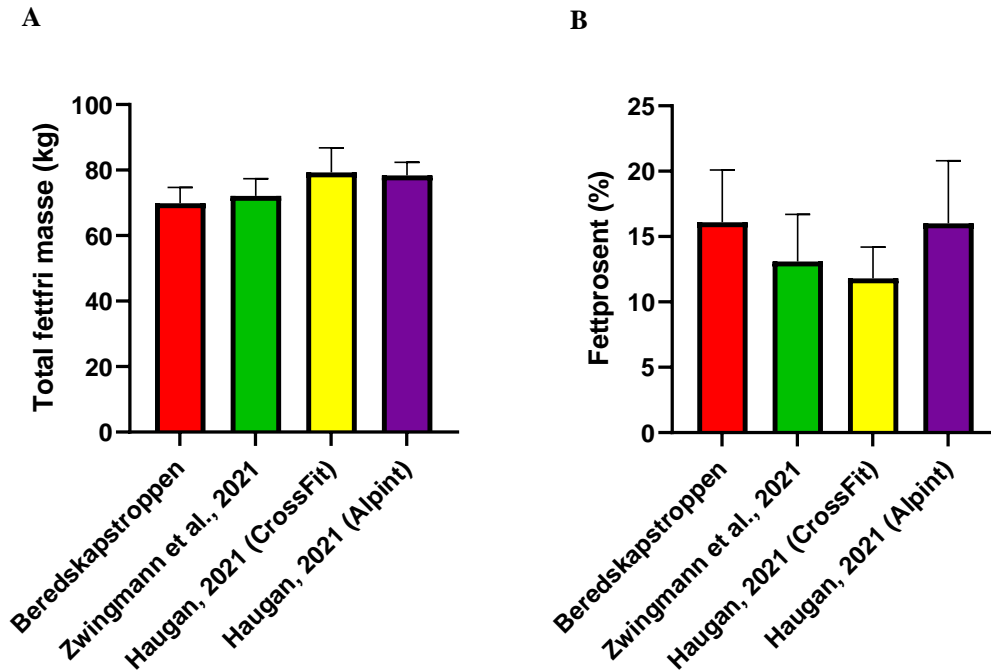 A
Total fettfri masse (kg)
100
80
60
40
20
0
Beredskapstroppen
Zwingmann et al., 2021
Haugan, 2021 (CrossFit)
Haugan, 2021 (Alpint)
B
Fettprosent (%)
25
20
15
10
5
0
Beredskapstroppen
Zwingmann et al., 2021
Haugan, 2021 (CrossFit)
Haugan, 2021 (Alpint)